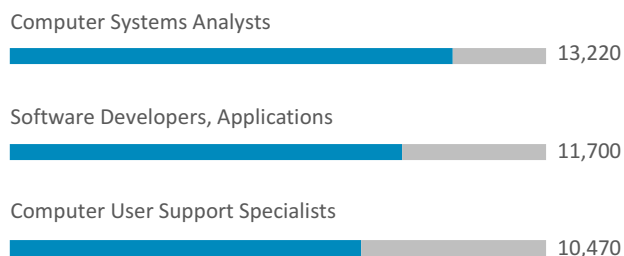 Computer Systems Analysts
13,220
Software Developers, Applications
11,700
Computer User Support Specialists
10,470